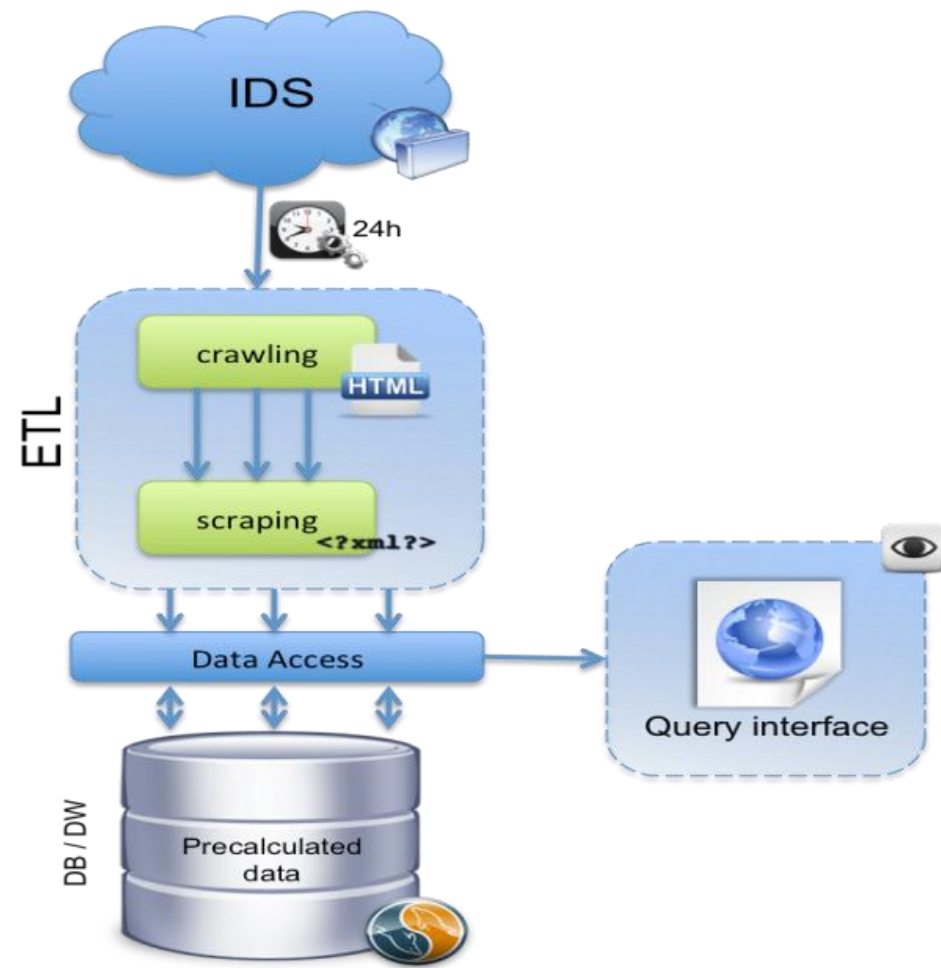 IDS
24h
ETL
crawling
HTML
scraping
<?xml?>
Data Access
Query interface
DB / DW
Precalculated
data